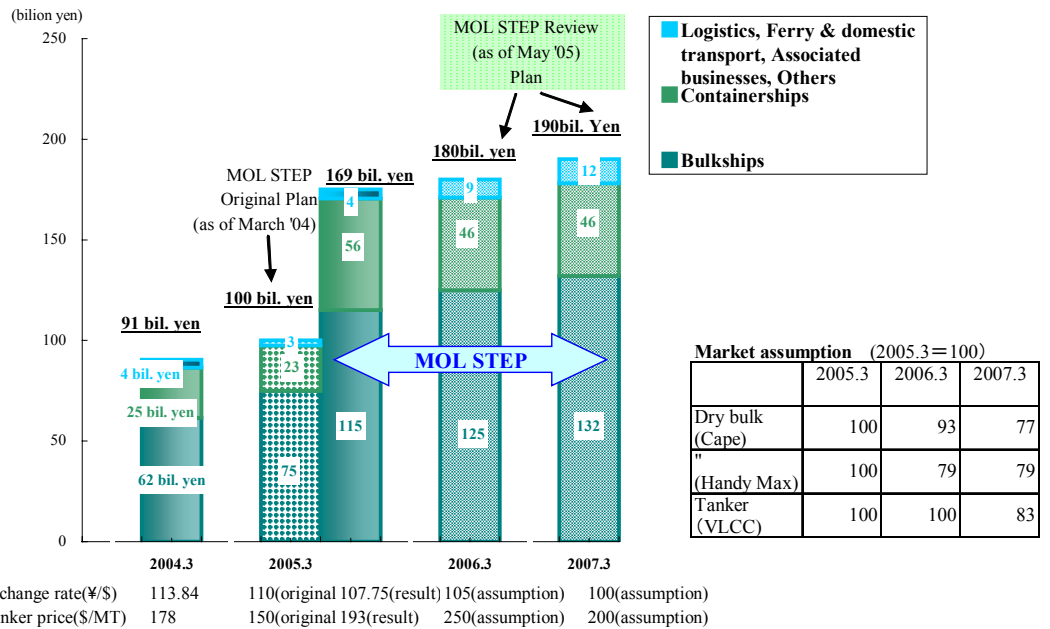 (bilion yen)
250
200
150
100
50
0
MOL STEP Review
(as of May '05)
Plan
MOL STEP
Original Plan
(as of March '04)
91 bil. yen
100 bil. yen
169 bil. yen
180bil. yen
190bil. Yen
4 bil. yen
25 bil. yen
62 bil. yen
3
23
75
4
56
115
9
46
125
12
46
132
MOL STEP
2004.3
2005.3
2006.3
2007.3
change rate(¥/$) 113.84 110(original 107.75(result) 105(assumption) 100(assumption)
nker price($/MT) 178 150(original 193(result) 250(assumption) 200(assumption)
Logistics, Ferry & domestic
transport, Associated
businesses, Others
Containerships
Bulkships
Market assumption (2005.3=100)
2005.3 2006.3 2007.3
Dry bulk
(Cape) 100 93 77
"
(Handy Max) 100 79 79
Tanker
(VLCC) 100 100 83